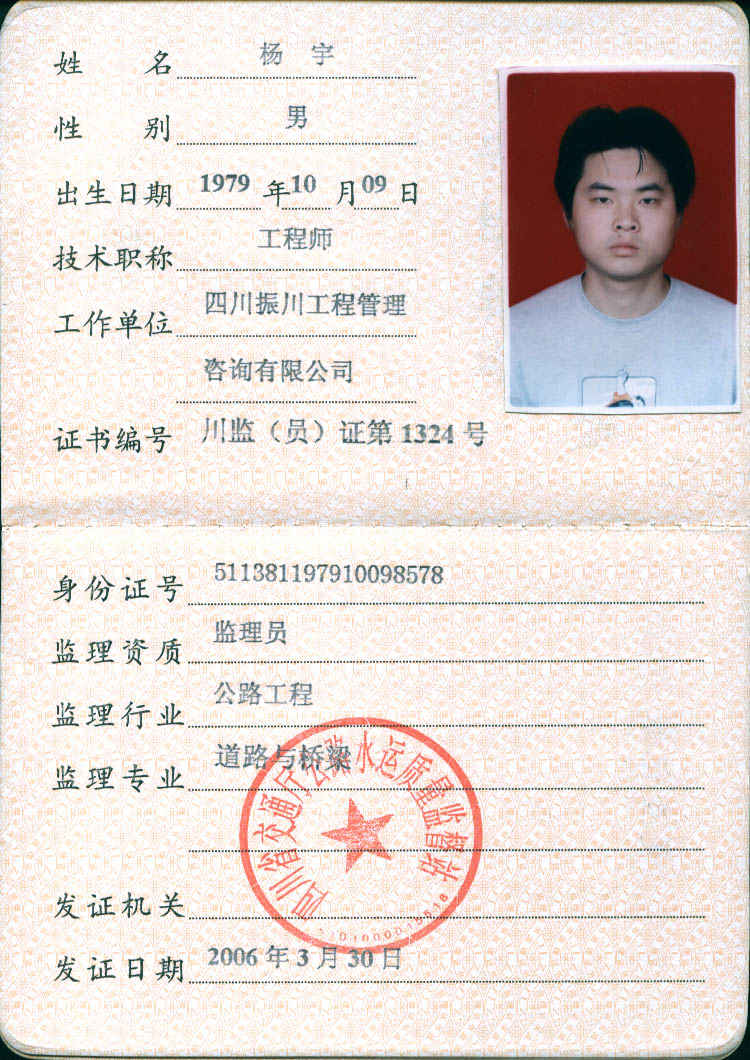 姓名 杨宇
性别 男
出生日期 1979 年 10 月 09 日
技术职称 工程师
工作单位 四川振川工程管理
咨询有限公司
证书编号 川监（员）证第 1324 号
身份证号 511381197910098578
监理资质 监理员
监理行业 公路工程
监理专业 道路与桥梁
四川省交通厅公路水运质量监督站
发证机关
发证日期 2006 年 3 月 30 日